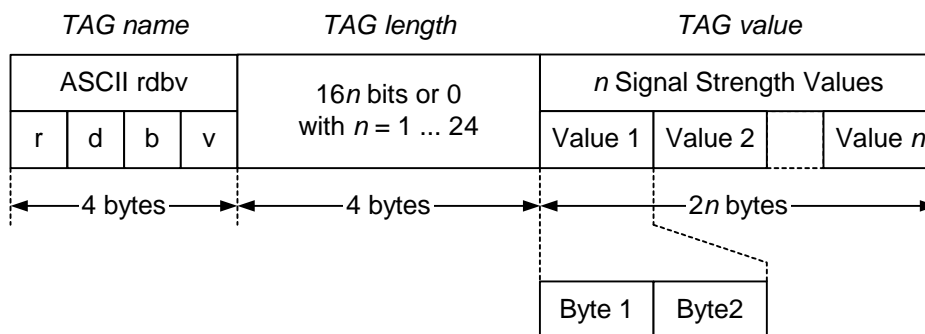 TAG name TAG length TAG value
ASCII rdbv
16n bits or 0
with n = 1 ... 24
n Signal Strength Values
r d b v
Value 1 Value 2 Value n
4 bytes 4 bytes 2n bytes
Byte 1 Byte2